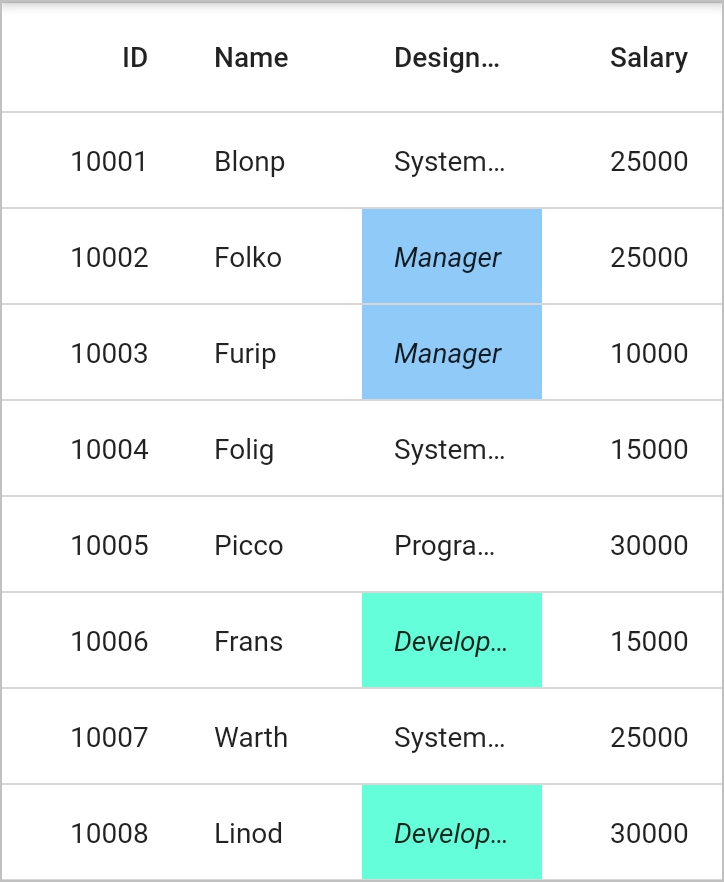 ID Name Design... Salary
10001 Blonp System... 25000
10002 Folko Manager 25000
10003 Furip Manager 10000
10004 Folig System... 15000
10005 Picco Progra... 30000
10006 Frans Develop... 15000
10007 Warth System... 25000
10008 Linod Develop... 30000